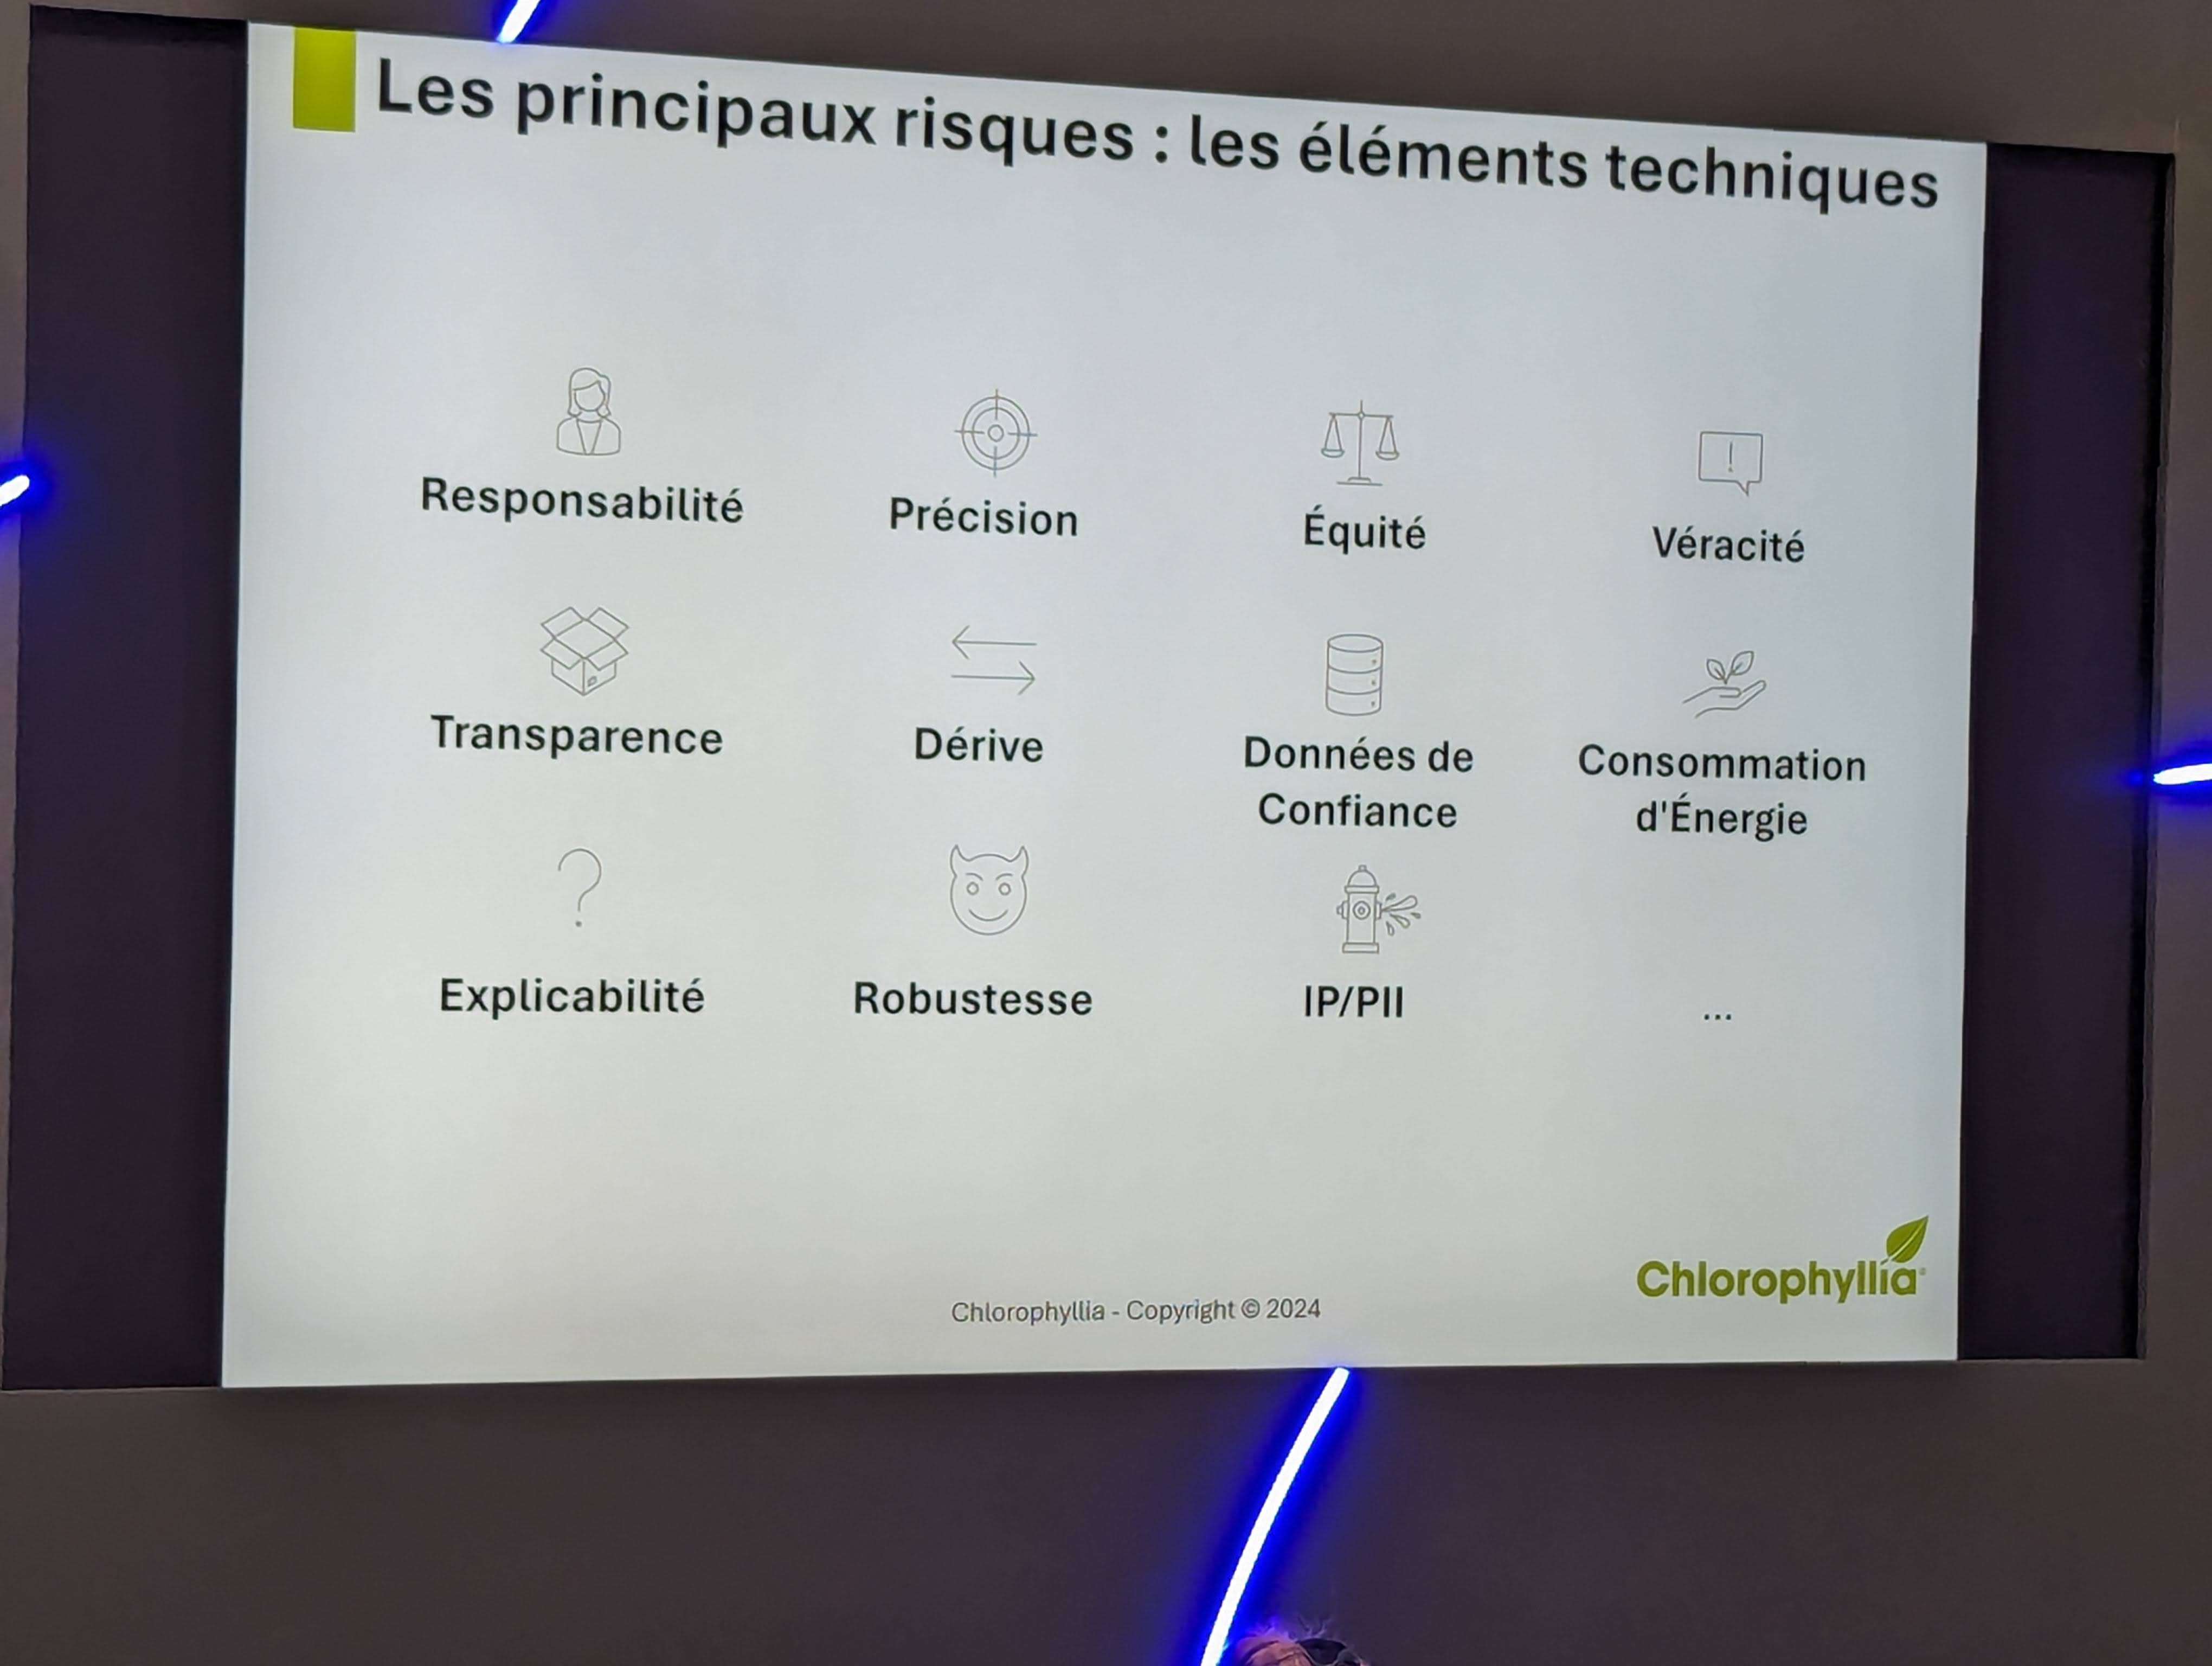 Les principaux risques : les éléments techniques
Responsabilité
Précision
Équité
Véracité
!
Transparence
Dérive
Données de
Confiance
Consommation
d'Énergie
?
Explicabilité
Robustesse
IP/PII
...
Chlorophyllia
Chlorophyllia - Copyright © 2024